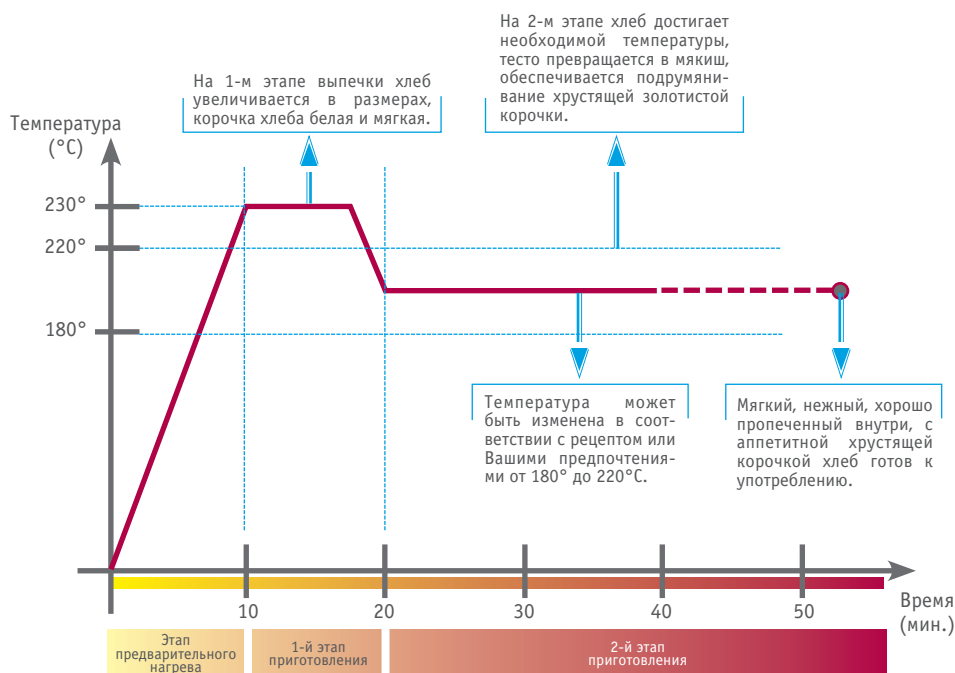 На 2-м этапе хлеб достигает
необходимой температуры,
тесто превращается в мякиш,
обеспечивается подрумяни-
вание хрустящей золотистой
корочки.
На 1-м этапе выпечки хлеб
увеличивается в размерах,
корочка хлеба белая и мягкая.
Температура
(°C)
230°
220°
180°
Температура может
быть изменена в соот-
ветствии с рецептом или
Вашими предпочтения-
ми от 180° до 220°C.
Мягкий, нежный, хорошо
пропеченный внутри, с
аппетитной хрустящей
корочкой хлеб готов к
употреблению.
10
20
30
40
50
Время
(мин.)
Этап
предварительного
нагрева
1-й этап
приготовления
2-й этап
приготовления